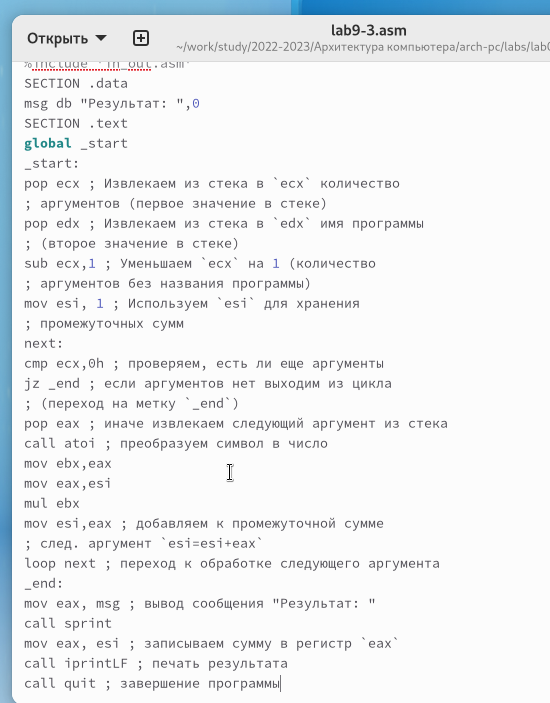 Открыть
lab9-3.asm
~/work/study/2022-2023/Архитектура компьютера/arch-pc/labs/lab0
%include 'in_out.asm'
SECTION .data
msg db "Результат: ",0
SECTION .text
global _start
_start:
pop ecx ; Извлекаем из стека в `ecx` количество
; аргументов (первое значение в стеке)
pop edx ; Извлекаем из стека в `edx` имя программы
; (второе значение в стеке)
sub ecx,1 ; Уменьшаем `ecx` на 1 (количество
; аргументов без названия программы)
mov esi, 1 ; Используем `esi` для хранения
; промежуточных сумм
next:
cmp ecx,0h ; проверяем, есть ли еще аргументы
jz _end ; если аргументов нет выходим из цикла
; (переход на метку `_end`)
pop eax ; иначе извлекаем следующий аргумент из стека
call atoi ; преобразуем символ в число
mov ebx,eax
mov eax,esi
mul ebx
mov esi,eax ; добавляем к промежуточной сумме
; след. аргумент `esi=esi+eax`
loop next ; переход к обработке следующего аргумента
_end:
mov eax, msg ; вывод сообщения "Результат: "
call sprint
mov eax, esi ; записываем сумму в регистр `eax`
call iprintLF ; печать результата
call quit ; завершение программы